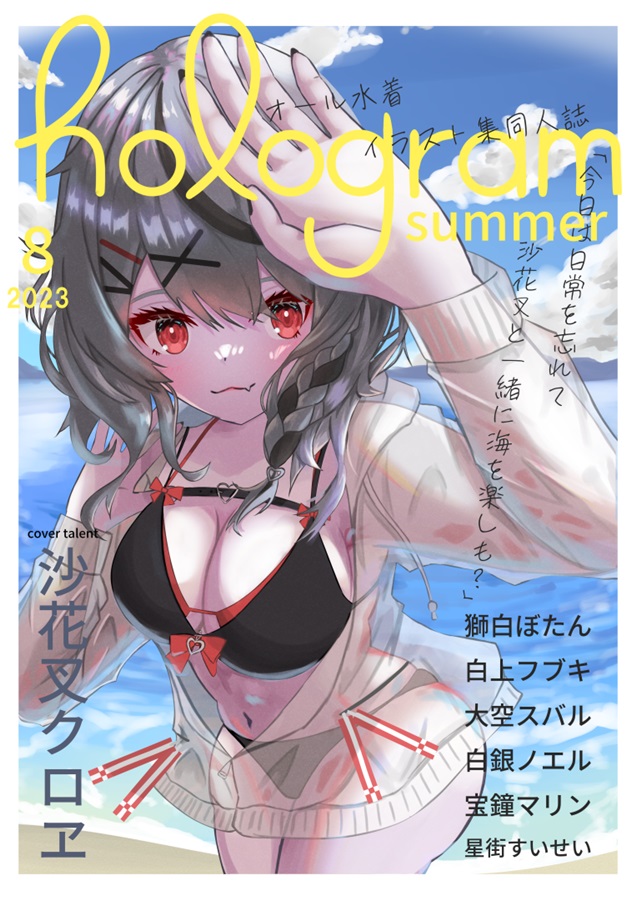 hologram
summer
8
2023
オール水着
イラスト集同人誌
「今日は日常を忘れて
沙花叉と一緒に海を楽しも?」
cover talent
沙花叉クロヱ
獅白ぼたん
白上フブキ
大空スバル
白銀ノエル
宝鐘マリン
星街すいせい